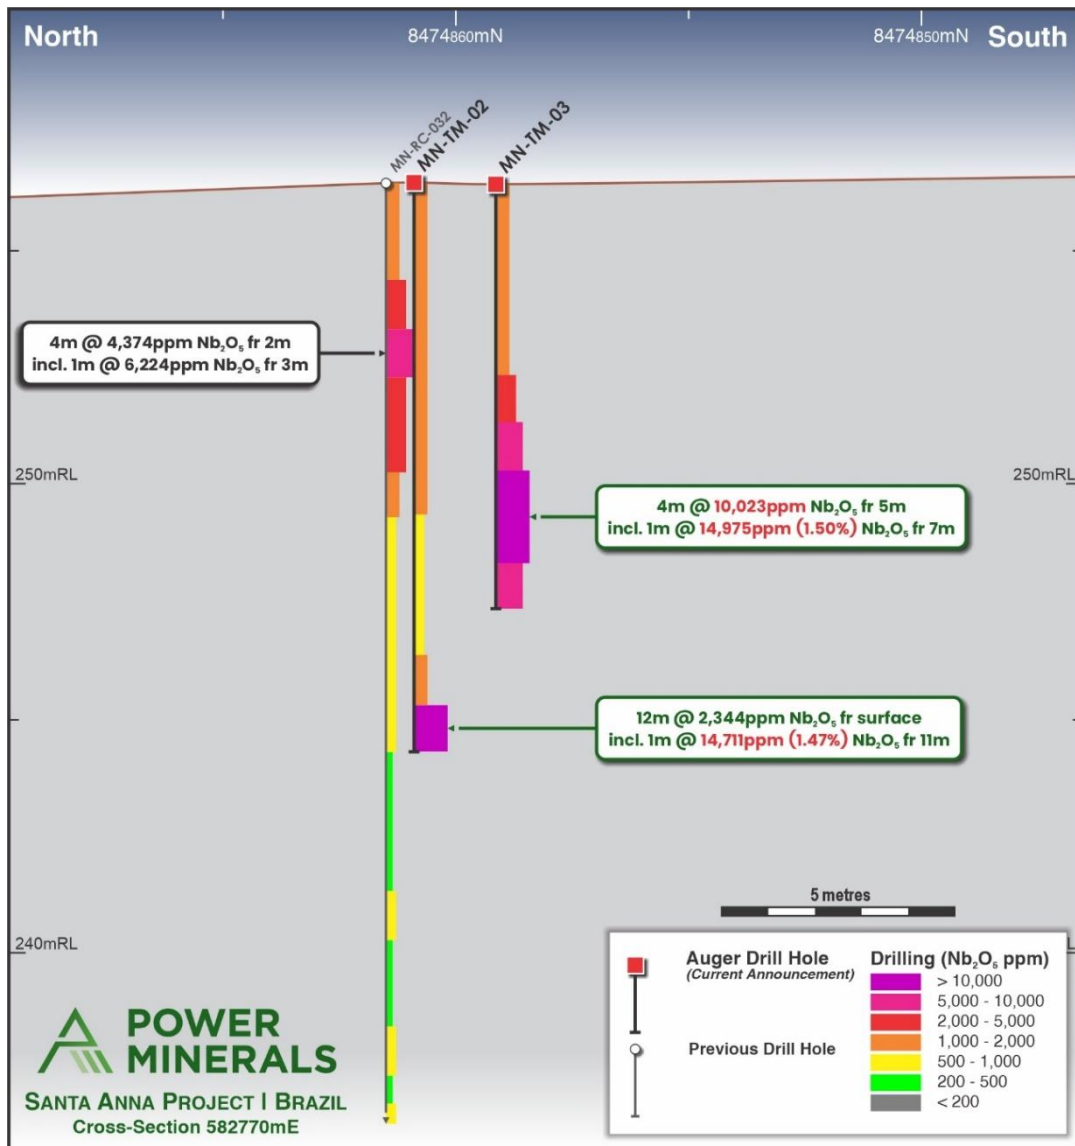 North
8474860mN
8474850mN
South
MN-RC-032
MN-TM-02
MN-TM-03
4m @ 4,374ppm Nb₂O₅ fr 2m
incl. 1m @ 6,224ppm Nb₂O₅ fr 3m
250mRL
250mRL
4m @ 10,023ppm Nb₂O₅ fr 5m
incl. 1m @ 14,975ppm (1.50%) Nb₂O₅ fr 7m
12m @ 2,344ppm Nb₂O₅ fr surface
incl. 1m @ 14,711ppm (1.47%) Nb₂O₅ fr 11m
5 metres
240mRL
Auger Drill Hole
(Current Announcement)
Previous Drill Hole
Drilling (Nb₂O₅ ppm)
> 10,000
5,000 - 10,000
2,000 - 5,000
1,000 - 2,000
500 - 1,000
200 - 500
< 200
POWER
MINERALS
SANTA ANNA PROJECT | BRAZIL
Cross-Section 582770mE